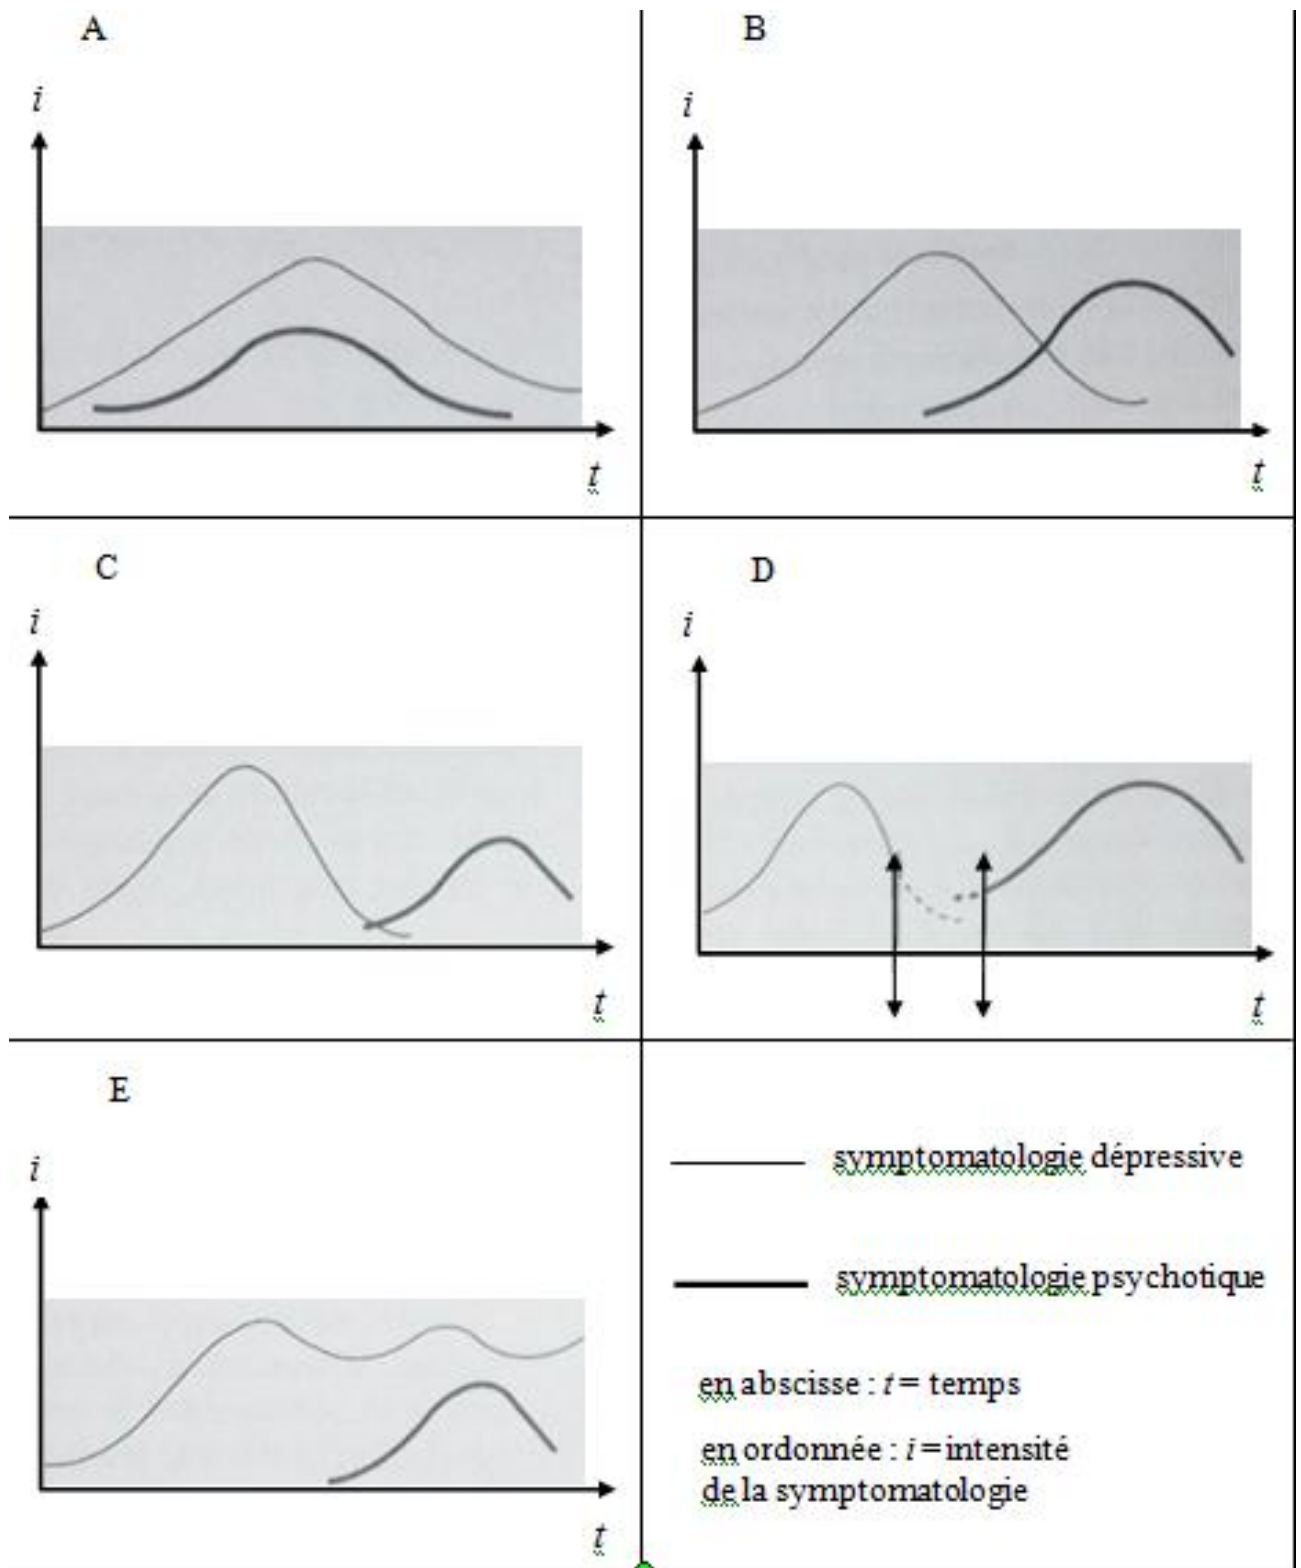 A
B
i
i
t
t
C
D
i
i
t
t
E
i
t
symptomatologie dépressive
symptomatologie psychotique
en abscisse : t = temps
en ordonnée : i = intensité
de la symptomatologie